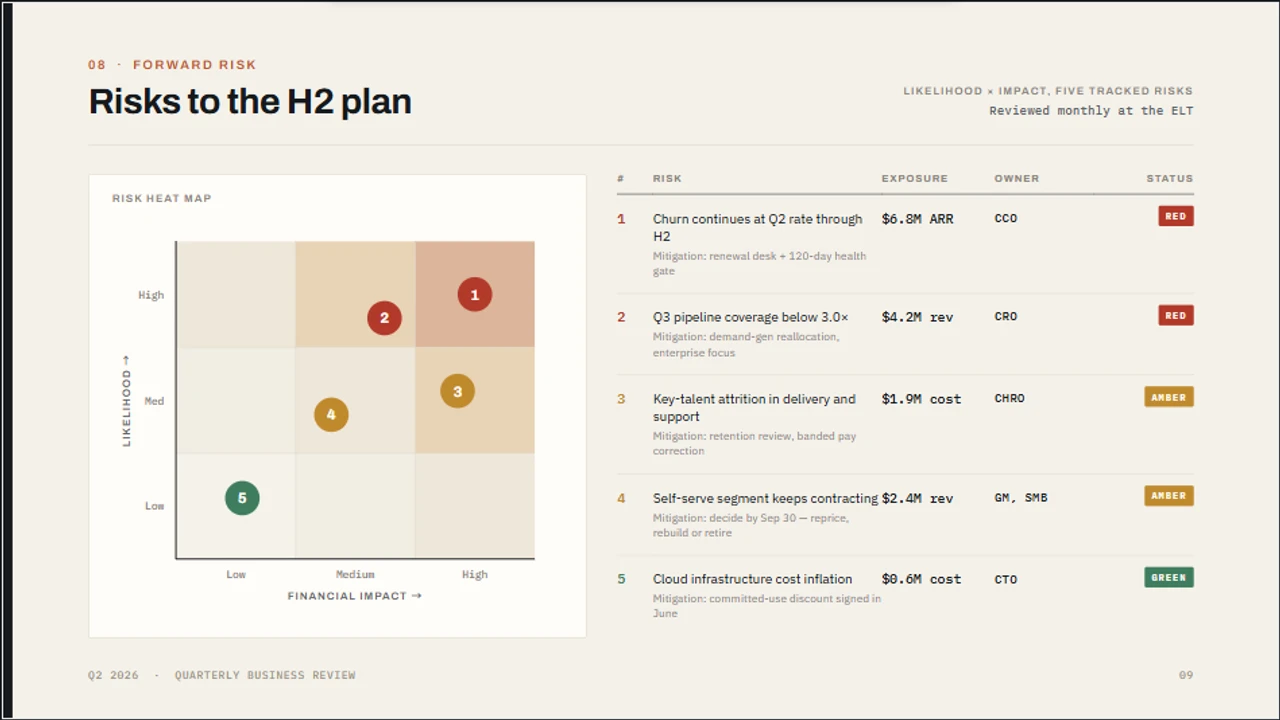 08 · FORWARD RISK
Risks to the H2 plan
LIKELIHOOD × IMPACT, FIVE TRACKED RISKS
Reviewed monthly at the ELT
RISK HEAT MAP
LIKELIHOOD →
High
Med
Low
1
2
3
4
5
Low Medium High
FINANCIAL IMPACT →
# RISK EXPOSURE OWNER STATUS
1 Churn continues at Q2 rate through $6.8M ARR CCO RED
H2
Mitigation: renewal desk + 120-day health
gate
2 Q3 pipeline coverage below 3.0× $4.2M rev CRO RED
Mitigation: demand-gen reallocation,
enterprise focus
3 Key-talent attrition in delivery and $1.9M cost CHRO AMBER
support
Mitigation: retention review, banded pay
correction
4 Self-serve segment keeps contracting $2.4M rev GM, SMB AMBER
Mitigation: decide by Sep 30 — reprice,
rebuild or retire
5 Cloud infrastructure cost inflation $0.6M cost CTO GREEN
Mitigation: committed-use discount signed in
June
Q2 2026 · QUARTERLY BUSINESS REVIEW
09